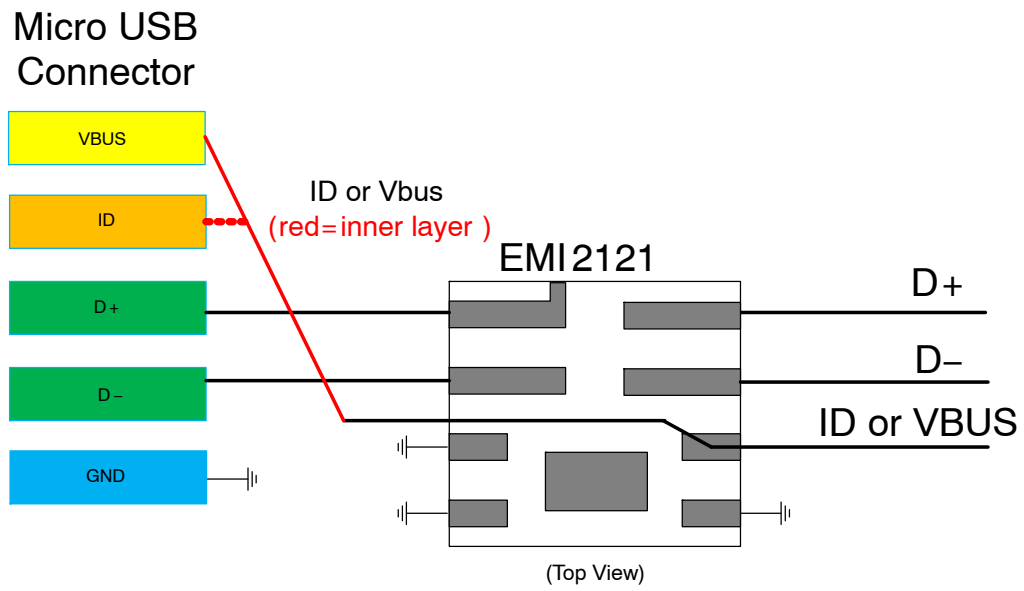 Micro USB
Connector
VBUS
ID
D+
D−
GND
ID or Vbus
(red=inner layer )
EMI2121
D+
D−
ID or VBUS
(Top View)